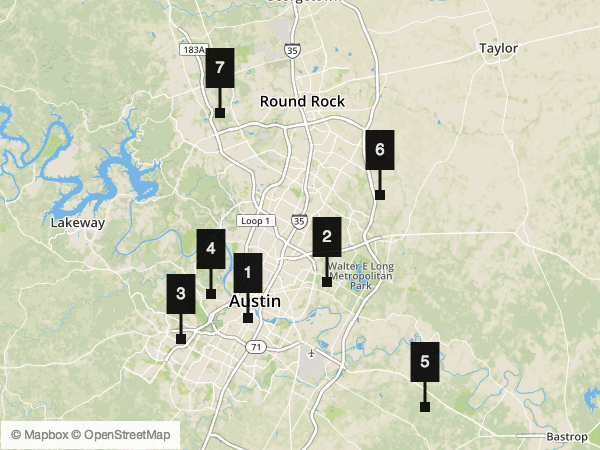 Georgetown
183A
35
Taylor
7
Round Rock
6
Lakeway
Loop 1
35
2
4
1
Walter E Long
Metropolitan
Park
3
Austin
71
5
Bastrop
© Mapbox © OpenStreetMap